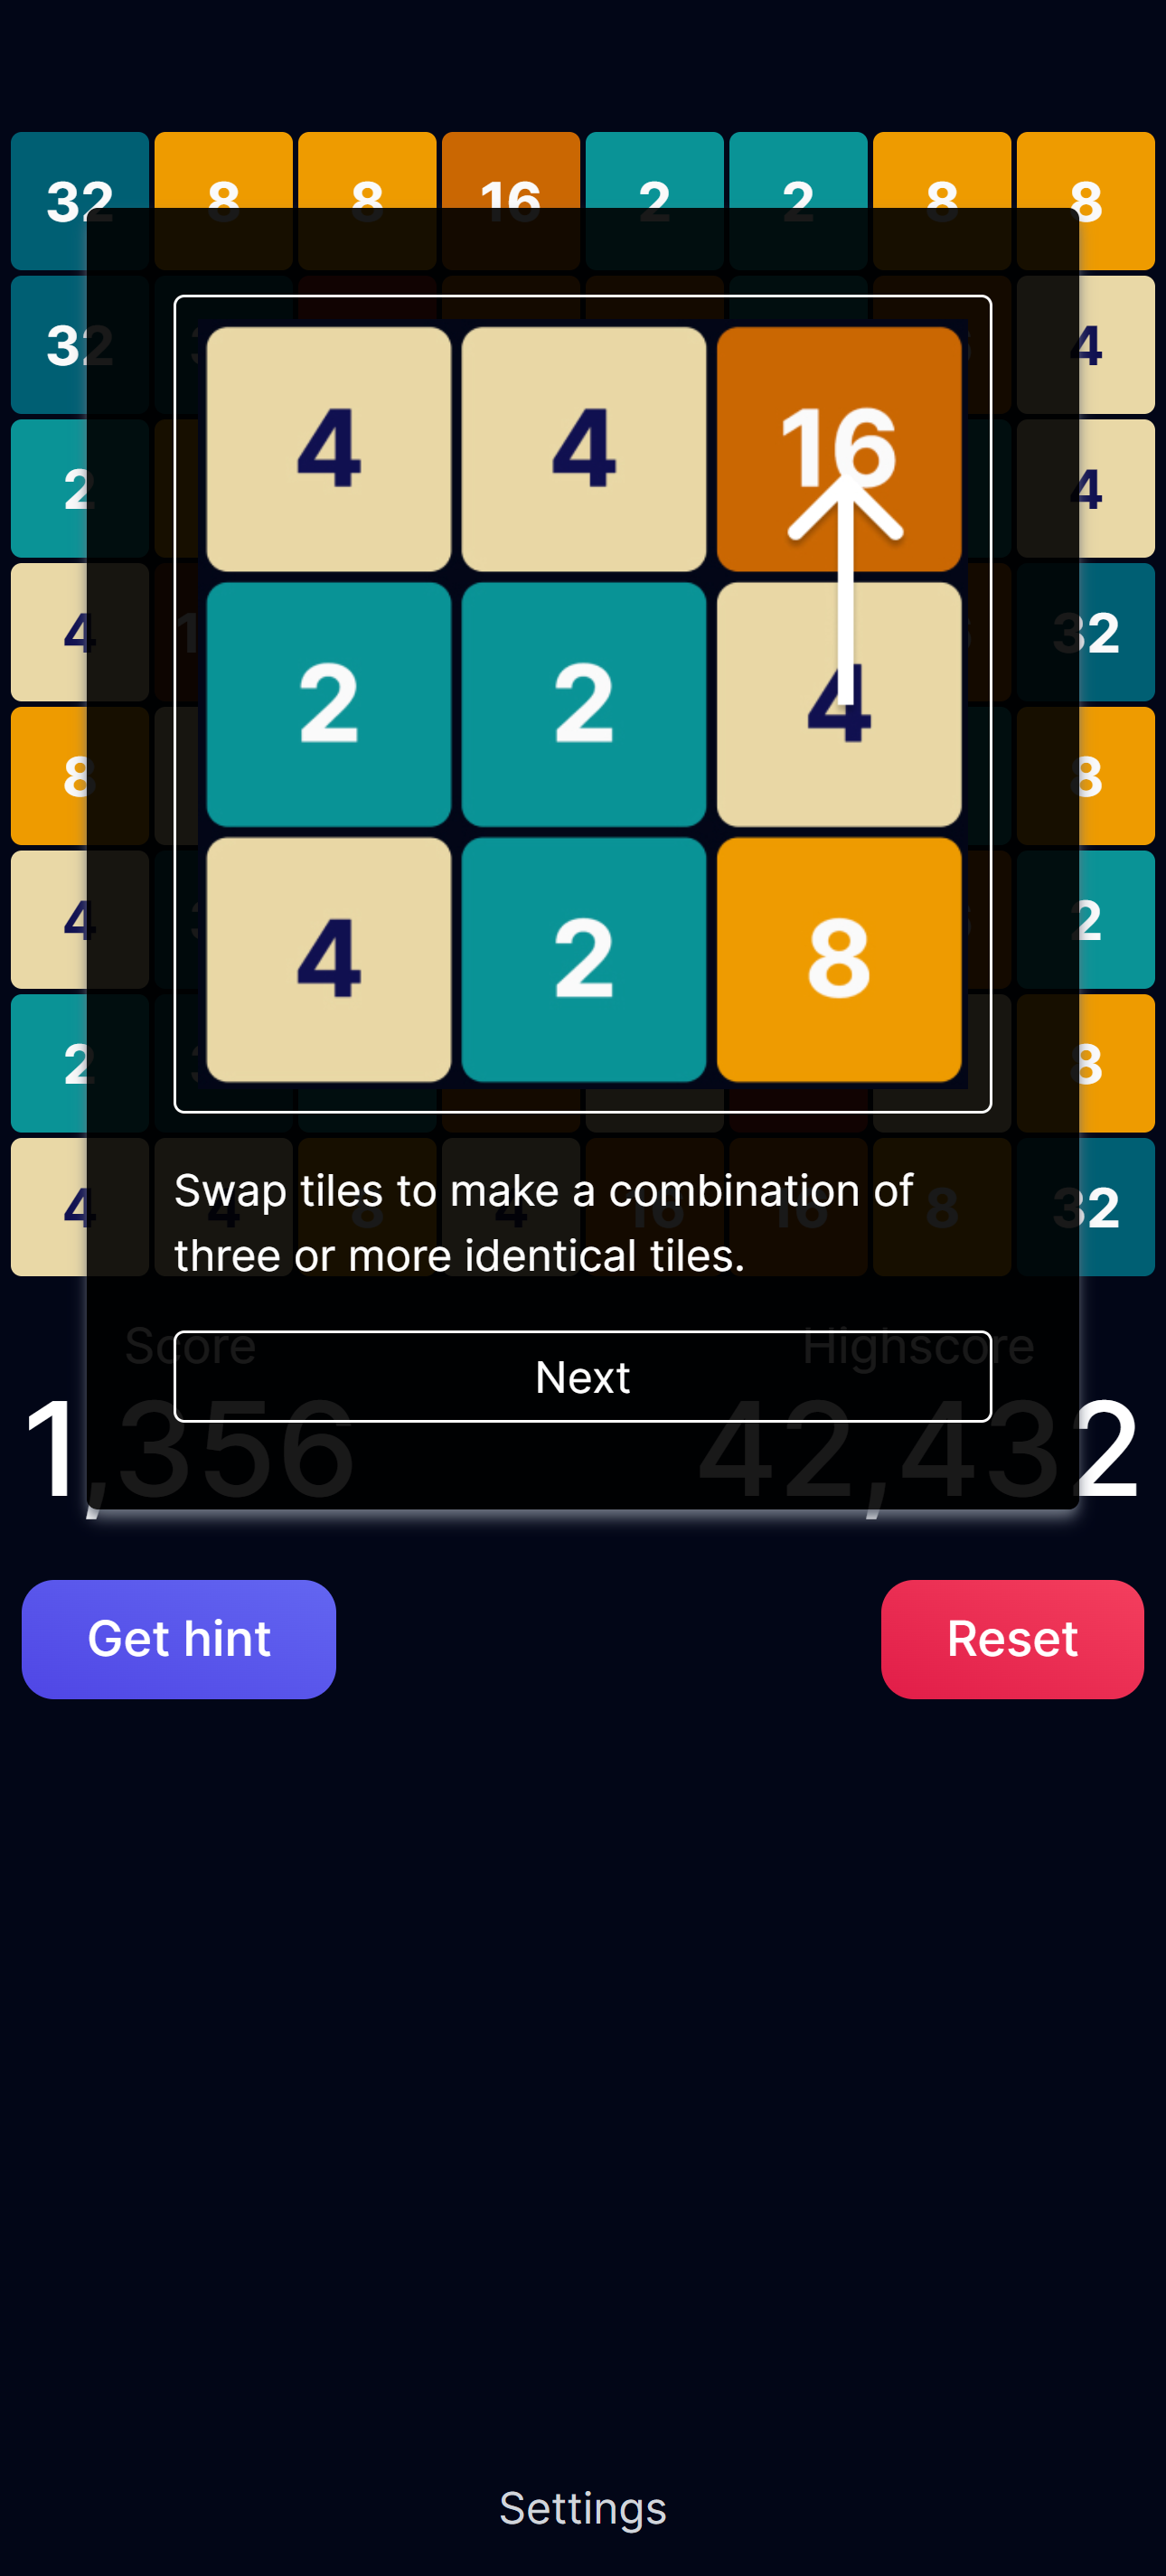 32 8 8 16 2 2 8 8
32 4
2 4
4 32
8 8
4 2
2 8
4 4 8 4 16 16 8 32
4 4 16
2 2 4
4 2 8
Swap tiles to make a combination of
three or more identical tiles.
Next
Score Highscore
1,356 42,432
Get hint Reset
Settings